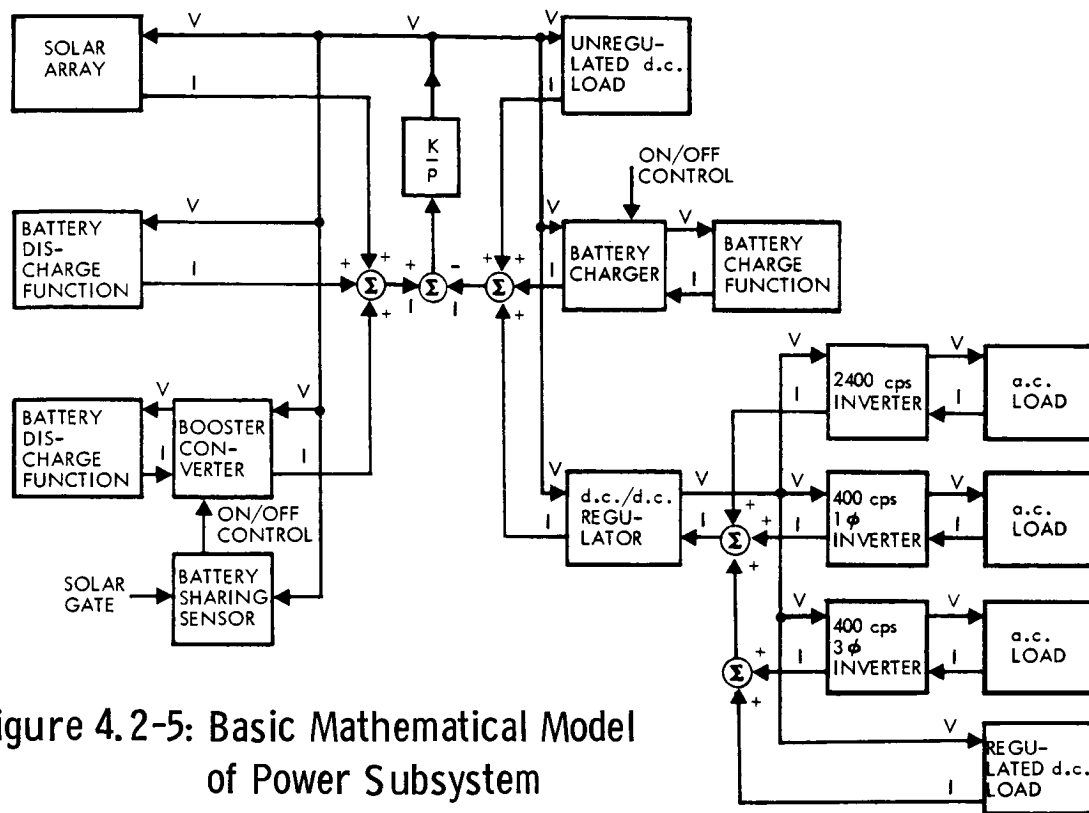 SOLAR
ARRAY
V
I
V
V
UNREGU-
LATED d.c.
LOAD
I
K
P
ON/OFF
CONTROL
BATTERY
DIS-
CHARGE
FUNCTION
V
I
+
+
+
Σ
+
I
Σ
-
I
+
+
Σ
+
V
I
BATTERY
CHARGER
V
I
BATTERY
CHARGE
FUNCTION
BATTERY
DIS-
CHARGE
FUNCTION
V
I
BOOSTER
CON-
VERTER
V
I
ON/OFF
CONTROL
SOLAR
GATE
BATTERY
SHARING
SENSOR
V
I
d.c./d.c.
REGU-
LATOR
V
I
+
+
Σ
+
V
I
2400 cps
INVERTER
V
I
a.c.
LOAD
V
I
400 cps
1φ
INVERTER
V
I
a.c.
LOAD
V
I
400 cps
3φ
INVERTER
V
I
a.c.
LOAD
+
Σ
+
V
I
REGU-
LATED d.c.
LOAD
igure 4.2-5: Basic Mathematical Model
of Power Subsystem